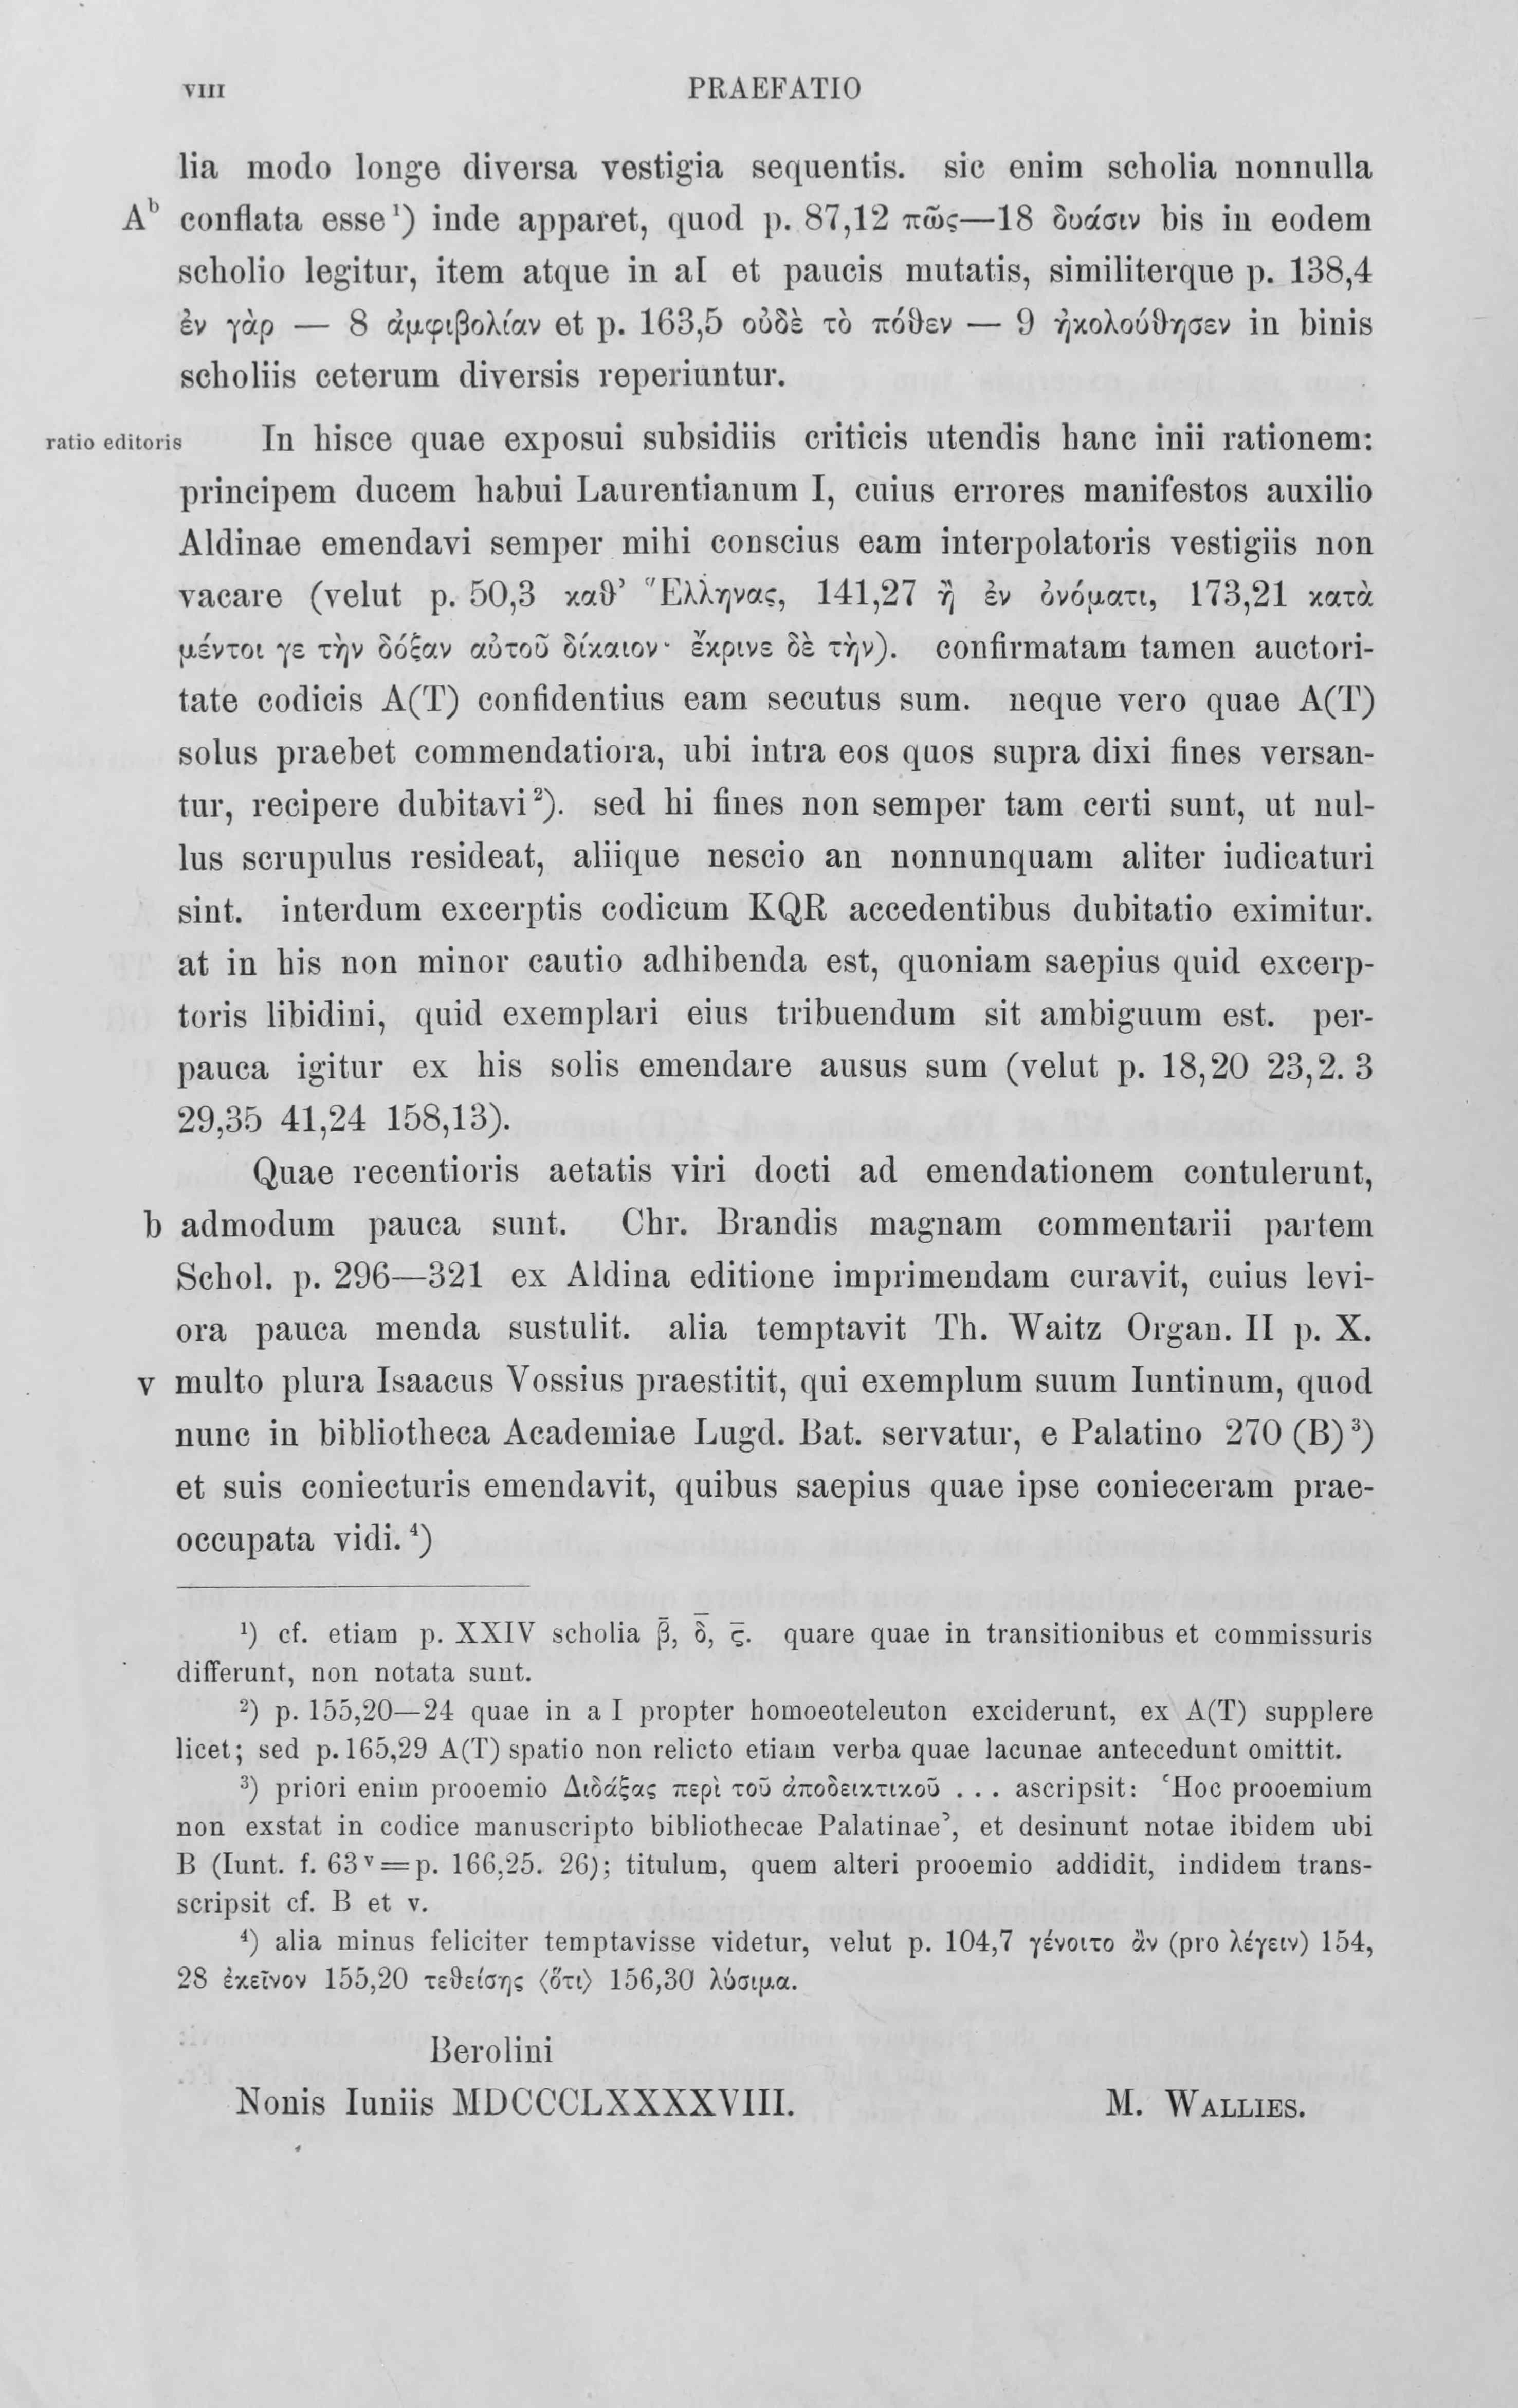 VIII PRAEFATIO
lia modo longe diversa vestigia sequentis. sic enim scholia nonnulla
Aᵇ conflata esse¹) inde apparet, quod p. 87,12 πῶς—18 δυάσιν bis in eodem
scholio legitur, item atque in aI et paucis mutatis, similiterque p. 138,4
ἐν γὰρ — 8 ἀμφιβολίαν et p. 163,5 οὐδὲ τὸ πόθεν — 9 ἠκολούθησεν in binis
scholiis ceterum diversis reperiuntur.
ratio editoris In hisce quae exposui subsidiis criticis utendis hanc inii rationem:
principem ducem habui Laurentianum I, cuius errores manifestos auxilio
Aldinae emendavi semper mihi conscius eam interpolatoris vestigiis non
vacare (velut p. 50,3 καθ’ Ἕλληνας, 141,27 ἢ ἐν ὀνόματι, 173,21 κατὰ
μέντοι γε τὴν δόξαν αὐτοῦ δίκαιον· ἔκρινε δὲ τὴν). confirmatam tamen auctori-
tate codicis A(T) confidentius eam secutus sum. neque vero quae A(T)
solus praebet commendatiora, ubi intra eos quos supra dixi fines versan-
tur, recipere dubitavi²). sed hi fines non semper tam certi sunt, ut nul-
lus scrupulus resideat, aliique nescio an nonnunquam aliter iudicaturi
sint. interdum excerptis codicum KQR accedentibus dubitatio eximitur.
at in his non minor cautio adhibenda est, quoniam saepius quid excerp-
toris libidini, quid exemplari eius tribuendum sit ambiguum est. per-
pauca igitur ex his solis emendare ausus sum (velut p. 18,20 23,2. 3
29,35 41,24 158,13).
Quae recentioris aetatis viri docti ad emendationem contulerunt,
b admodum pauca sunt. Chr. Brandis magnam commentarii partem
Schol. p. 296—321 ex Aldina editione imprimendam curavit, cuius levi-
ora pauca menda sustulit. alia temptavit Th. Waitz Organ. II p. X.
v multo plura Isaacus Vossius praestitit, qui exemplum suum Iuntinum, quod
nunc in bibliotheca Academiae Lugd. Bat. servatur, e Palatino 270 (B)³)
et suis coniecturis emendavit, quibus saepius quae ipse conieceram prae-
occupata vidi.⁴)
¹) cf. etiam p. XXIV scholia β̄, δ̄, ϛ̄. quare quae in transitionibus et commissuris
differunt, non notata sunt.
²) p. 155,20—24 quae in a I propter homoeoteleuton exciderunt, ex A(T) supplere
licet; sed p. 165,29 A(T) spatio non relicto etiam verba quae lacunae antecedunt omittit.
³) priori enim prooemio Διδάξας περὶ τοῦ ἀποδεικτικοῦ . . . ascripsit: ‘Hoc prooemium
non exstat in codice manuscripto bibliothecae Palatinae’, et desinunt notae ibidem ubi
B (Iunt. f. 63ᵛ = p. 166,25. 26); titulum, quem alteri prooemio addidit, indidem trans-
scripsit cf. B et v.
⁴) alia minus feliciter temptavisse videtur, velut p. 104,7 γένοιτο ἂν (pro λέγειν) 154,
28 ἐκεῖνον 155,20 τεθείσης ⟨ὅτι⟩ 156,30 λύσιμα.
Berolini
Nonis Iuniis MDCCCLXXXXVIII. M. WALLIES.